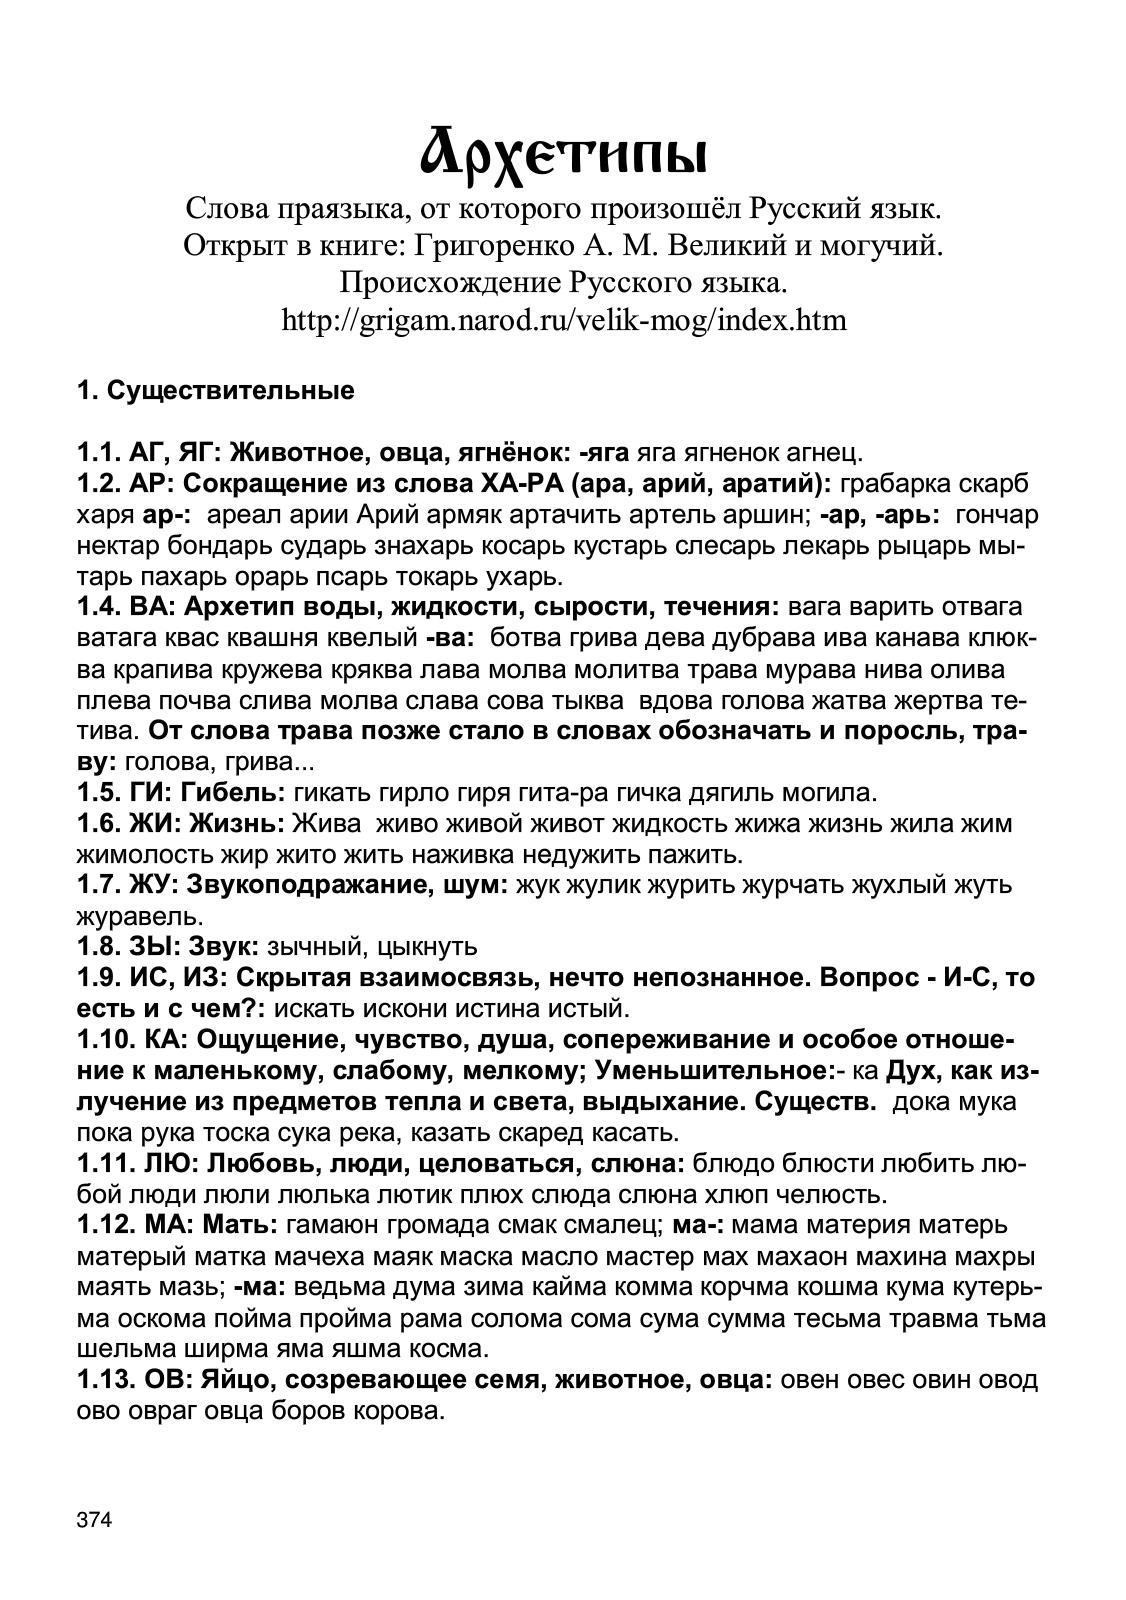 Архетипы
Слова праязыка, от которого произошёл Русский язык.
Открыт в книге: Григоренко А. М. Великий и могучий.
Происхождение Русского языка.
http://grigam.narod.ru/velik-mog/index.htm
1. Существительные
1.1. АГ, ЯГ: Животное, овца, ягнёнок: -яга яга ягненок агнец.
1.2. АР: Сокращение из слова ХА-РА (ара, арий, аратий): грабарка скарб
харя ар-: ареал арии Арий армяк артачить артель аршин; -ар, -арь: гончар
нектар бондарь сударь знахарь косарь кустарь слесарь лекарь рыцарь мы-
тарь пахарь орарь псарь токарь ухарь.
1.4. ВА: Архетип воды, жидкости, сырости, течения: вага варить отвага
ватага квас квашня квелый -ва: ботва грива дева дубрава ива канава клюк-
ва крапива кружева кряква лава молва молитва трава мурава нива олива
плева почва слива молва слава сова тыква вдова голова жатва жертва те-
тива. От слова трава позже стало в словах обозначать и поросль, тра-
ву: голова, грива...
1.5. ГИ: Гибель: гикать гирло гиря гита-ра гичка дягиль могила.
1.6. ЖИ: Жизнь: Жива живо живой живот жидкость жижа жизнь жила жим
жимолость жир жито жить наживка недужить пажить.
1.7. ЖУ: Звукоподражание, шум: жук жулик журить журчать жухлый жуть
журавель.
1.8. ЗЫ: Звук: зычный, цыкнуть
1.9. ИС, ИЗ: Скрытая взаимосвязь, нечто непознанное. Вопрос - И-С, то
есть и с чем?: искать искони истина истый.
1.10. КА: Ощущение, чувство, душа, сопереживание и особое отноше-
ние к маленькому, слабому, мелкому; Уменьшительное:- ка Дух, как из-
лучение из предметов тепла и света, выдыхание. Существ. дока мука
пока рука тоска сука река, казать скаред касать.
1.11. ЛЮ: Любовь, люди, целоваться, слюна: блюдо блюсти любить лю-
бой люди люли люлька лютик плюх слюда слюна хлюп челюсть.
1.12. МА: Мать: гамаюн громада смак смалец; ма-: мама материя матерь
матерый матка мачеха маяк маска масло мастер мах махаон махина махры
маять мазь; -ма: ведьма дума зима кайма комма корчма кошма кума кутерь-
ма оскома пойма пройма рама солома сома сума сумма тесьма травма тьма
шельма ширма яма яшма косма.
1.13. ОВ: Яйцо, созревающее семя, животное, овца: овен овес овин овод
ово овраг овца боров корова.
374